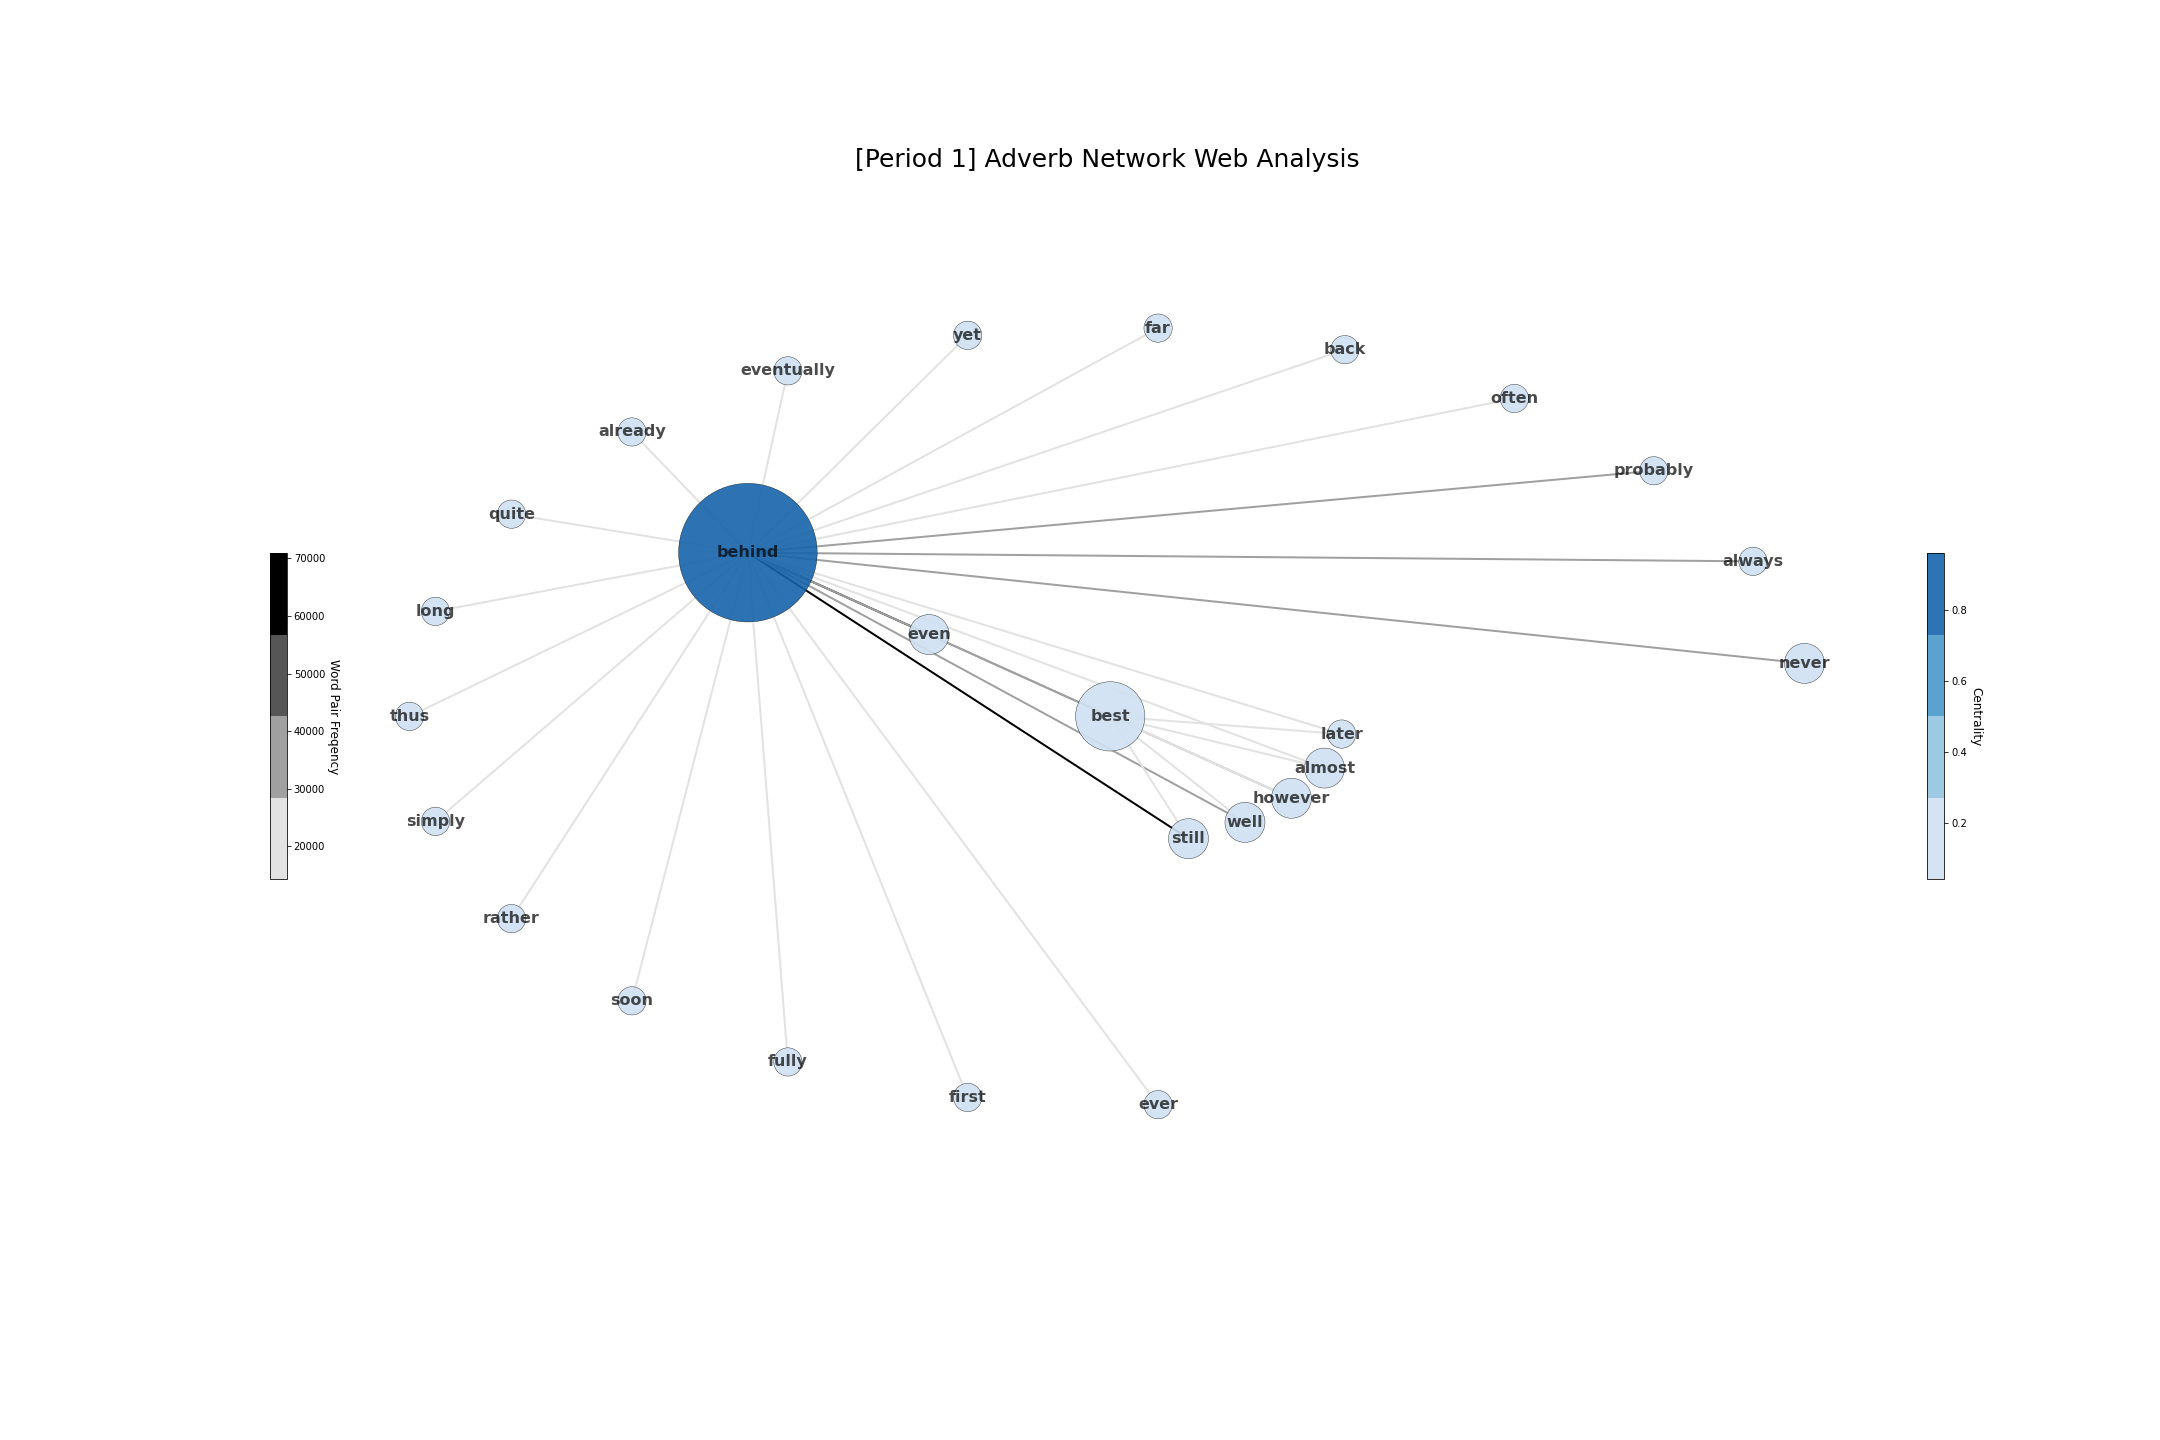 [Period 1] Adverb Network Web Analysis
yet
far
back
eventually
often
already
probably
quite
behind
always
long
even
never
thus
best
later
almost
however
simply
well
still
rather
soon
fully
first
ever
70000
60000
50000
40000
30000
20000
Word Pair Freqency
0.8
0.6
0.4
0.2
Centrality